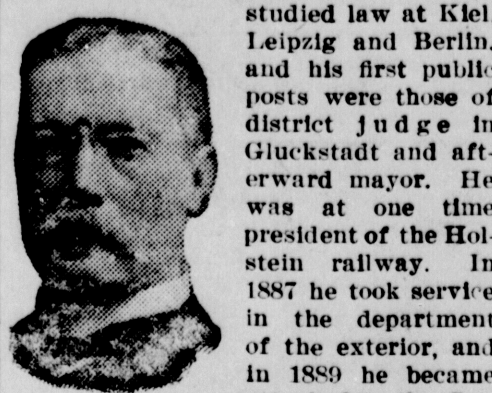 studied law at Kiel
Leipzig and Berlin,
and his first public
posts were those of
district judge in
Gluckstadt and aft-
erward mayor. He
was at one time
president of the Hol-
stein railway. In
1887 he took service
in the department
of the exterior, and
in 1889 he became